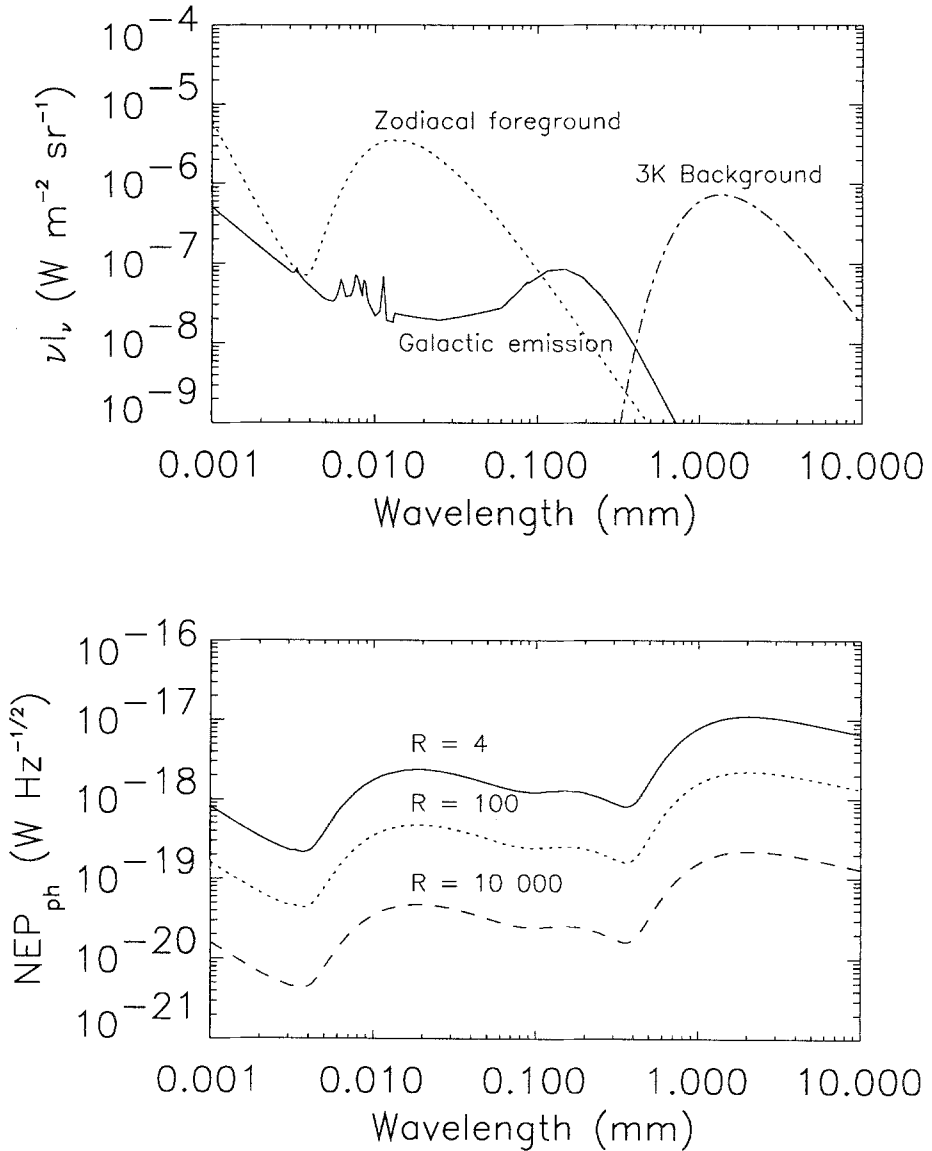 10−4
10−5
10−6
10−7
10−8
10−9
νIν (W m−2 sr−1)
Zodiacal foreground
3K Background
Galactic emission
0.001 0.010 0.100 1.000 10.000
Wavelength (mm)
10−16
10−17
10−18
10−19
10−20
10−21
NEPph (W Hz−1/2)
R = 4
R = 100
R = 10 000
0.001 0.010 0.100 1.000 10.000
Wavelength (mm)